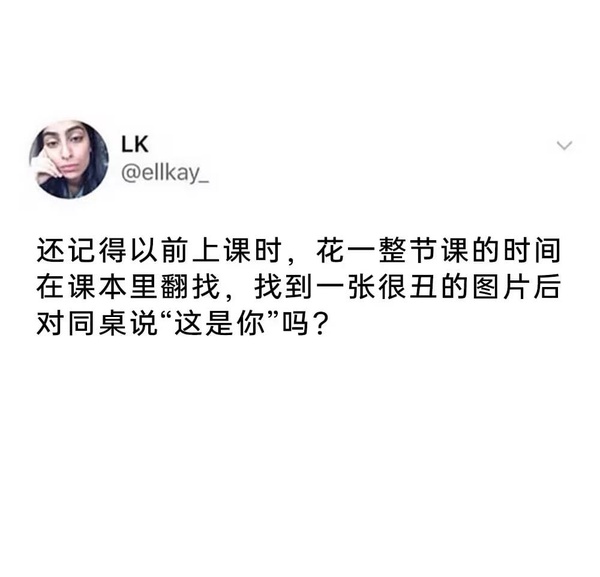 LK
@ellkay_
还记得以前上课时，花一整节课的时间
在课本里翻找，找到一张很丑的图片后
对同桌说“这是你”吗？